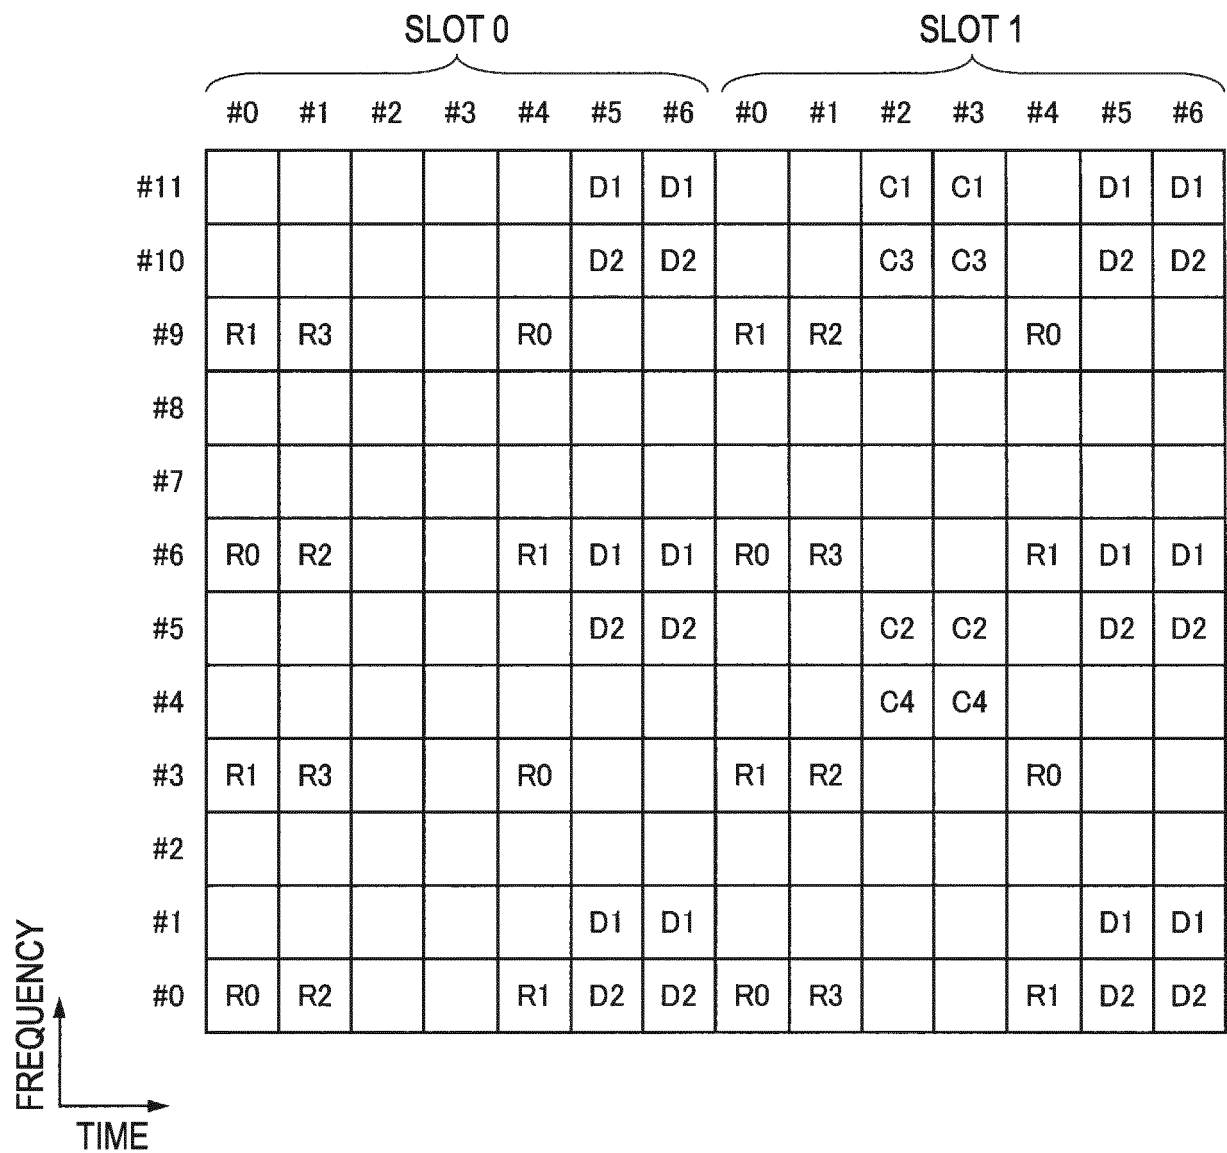 SLOT 0 SLOT 1
#0 #1 #2 #3 #4 #5 #6 #0 #1 #2 #3 #4 #5 #6
#11 D1 D1 C1 C1 D1 D1
#10 D2 D2 C3 C3 D2 D2
#9 R1 R3 R0 R1 R2 R0
#8
#7
#6 R0 R2 R1 D1 D1 R0 R3 R1 D1 D1
#5 D2 D2 C2 C2 D2 D2
#4 C4 C4
#3 R1 R3 R0 R1 R2 R0
#2
#1 D1 D1 D1 D1
#0 R0 R2 R1 D2 D2 R0 R3 R1 D2 D2
FREQUENCY
TIME